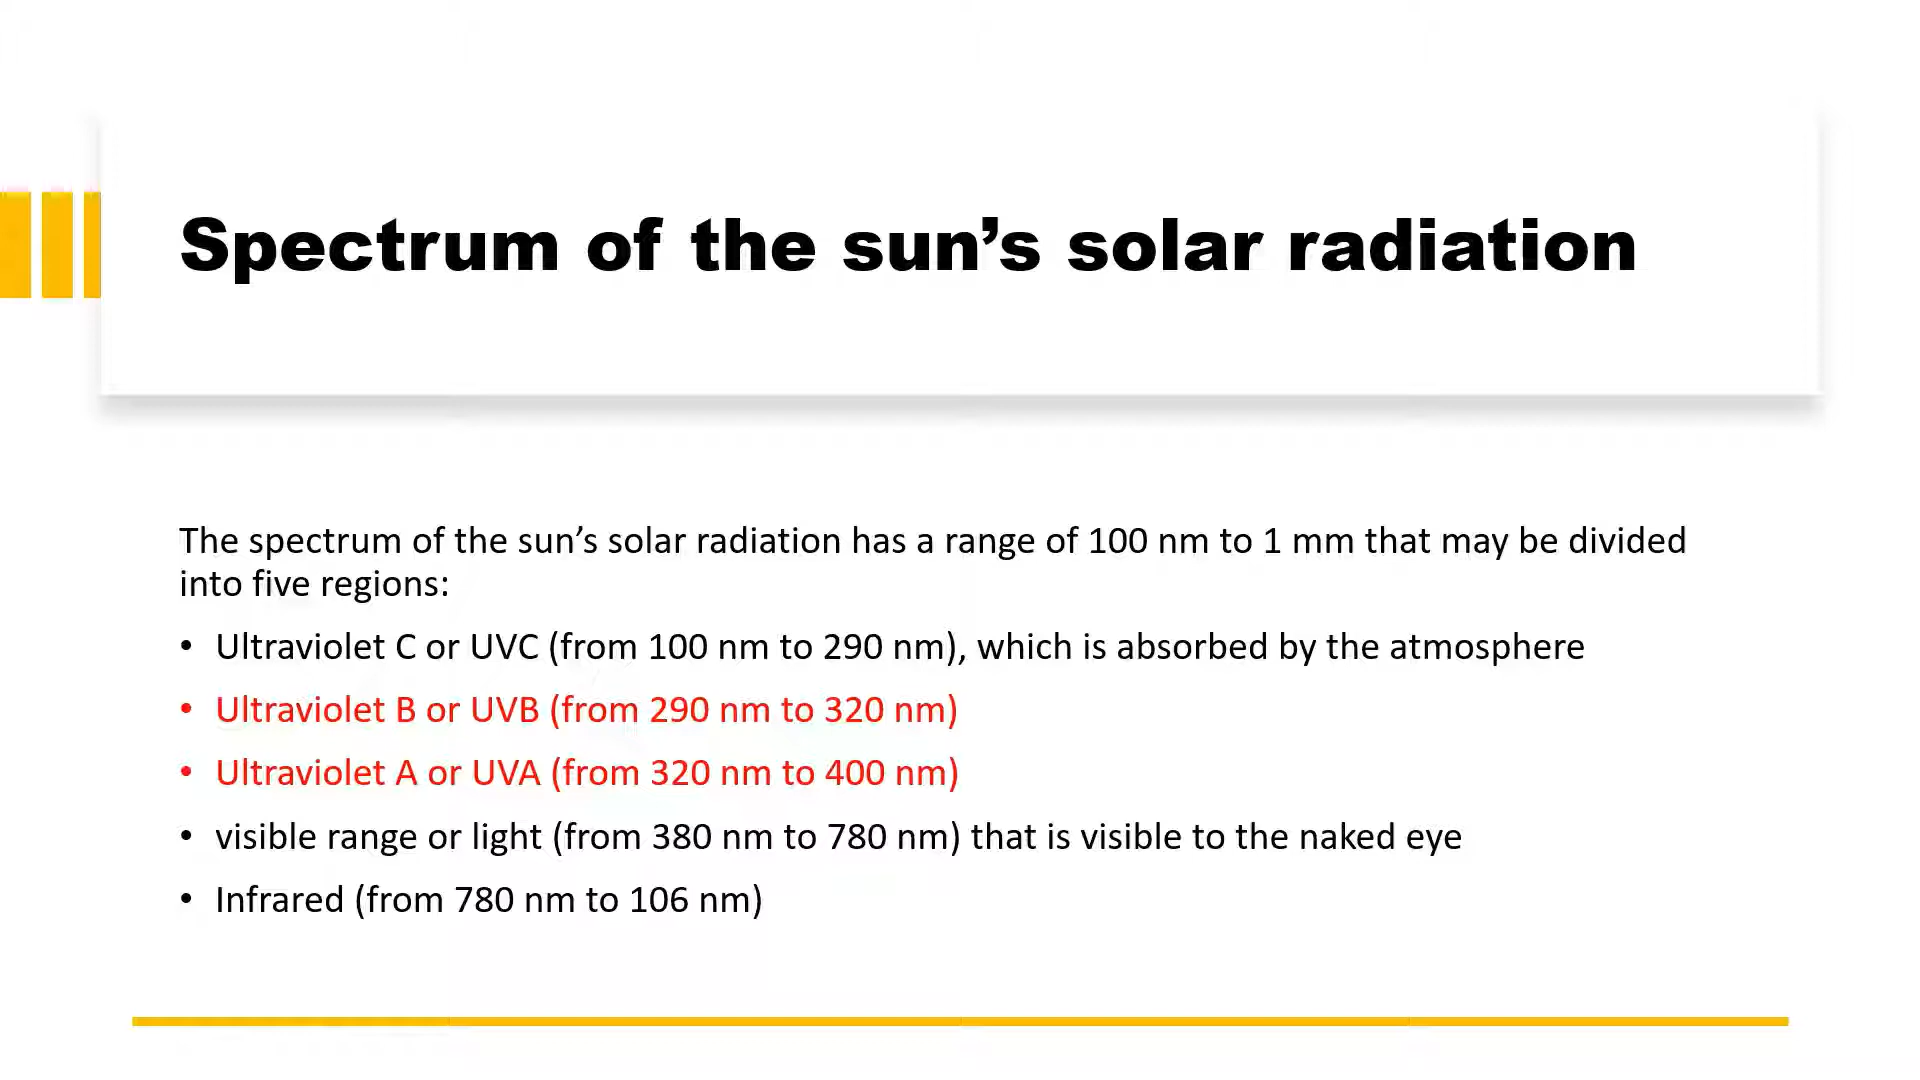 Spectrum of the sun’s solar radiation
The spectrum of the sun’s solar radiation has a range of 100 nm to 1 mm that may be divided
into five regions:
• Ultraviolet C or UVC (from 100 nm to 290 nm), which is absorbed by the atmosphere
• Ultraviolet B or UVB (from 290 nm to 320 nm)
• Ultraviolet A or UVA (from 320 nm to 400 nm)
• visible range or light (from 380 nm to 780 nm) that is visible to the naked eye
• Infrared (from 780 nm to 106 nm)